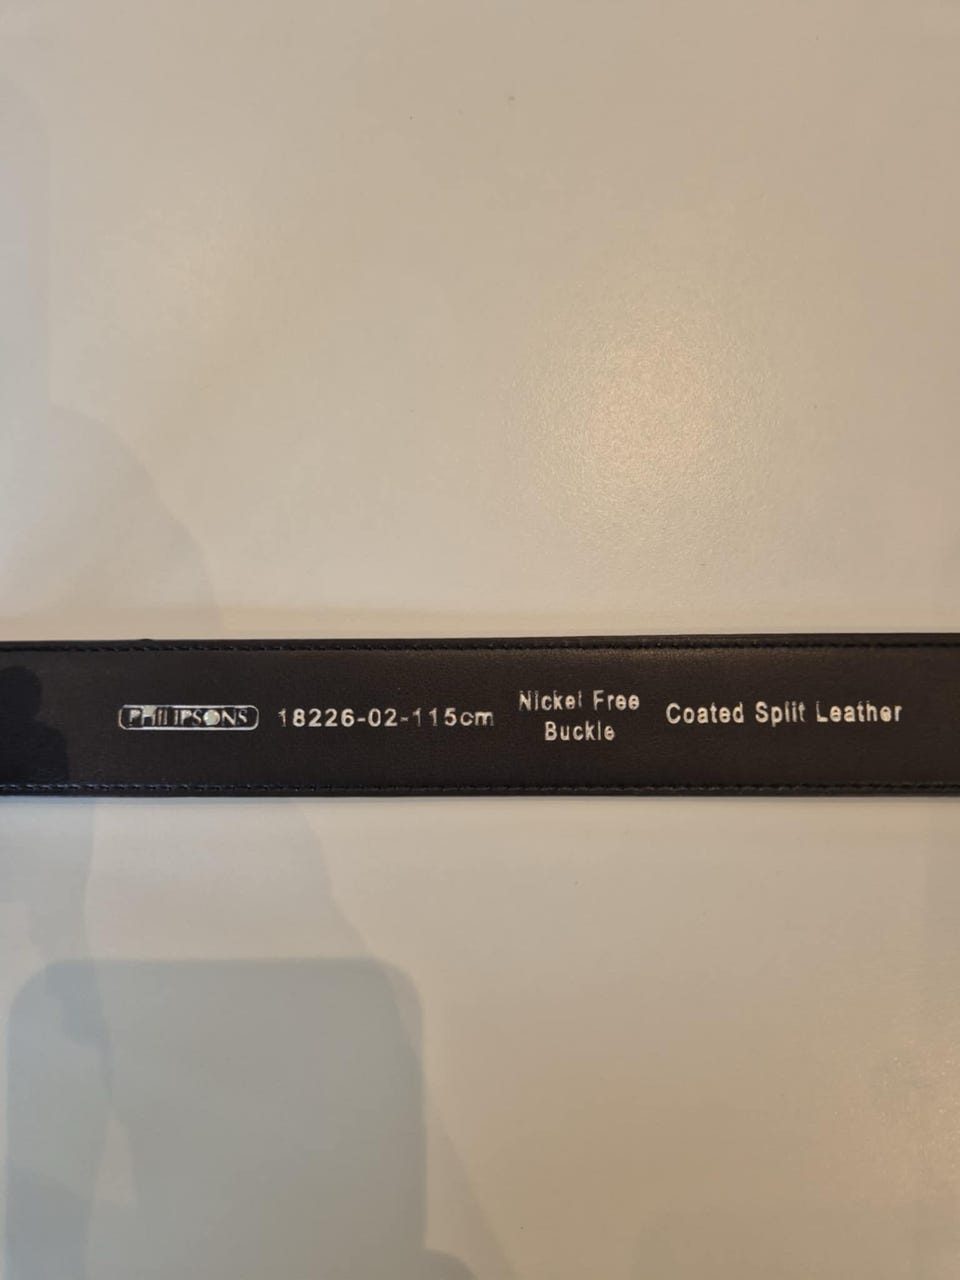 PHILIPSONS 18226-02-115cm
Nickel Free
Buckle
Coated Split Leather